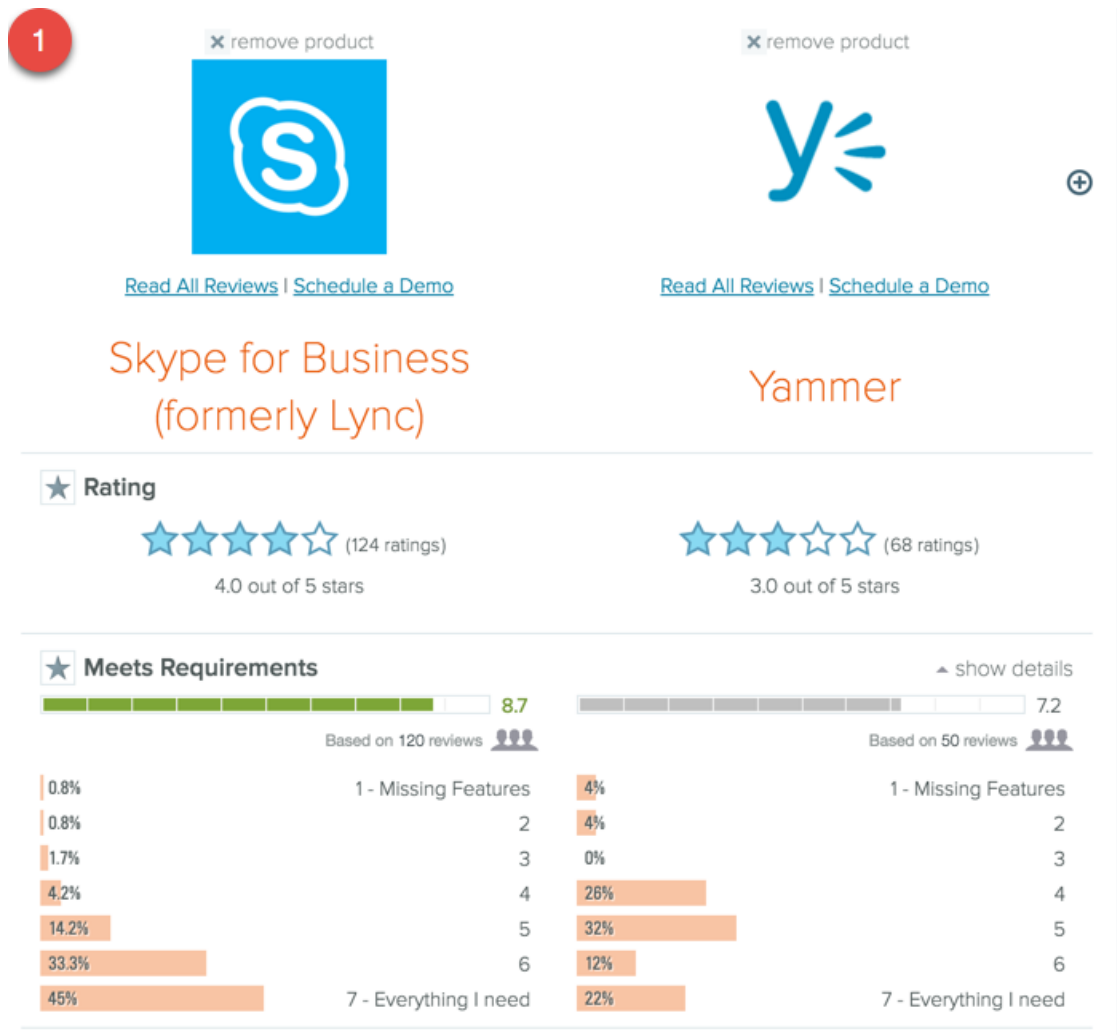 1
remove product
remove product
Read All Reviews | Schedule a Demo
Read All Reviews | Schedule a Demo
Skype for Business
(formerly Lync)
Yammer
Rating
(124 ratings)
(68 ratings)
4.0 out of 5 stars
3.0 out of 5 stars
Meets Requirements
show details
8.7
7.2
Based on 120 reviews
Based on 50 reviews
0.8% 1 - Missing Features
4% 1 - Missing Features
0.8% 2
4% 2
1.7% 3
0% 3
4.2% 4
26% 4
14.2% 5
32% 5
33.3% 6
12% 6
45% 7 - Everything I need
22% 7 - Everything I need